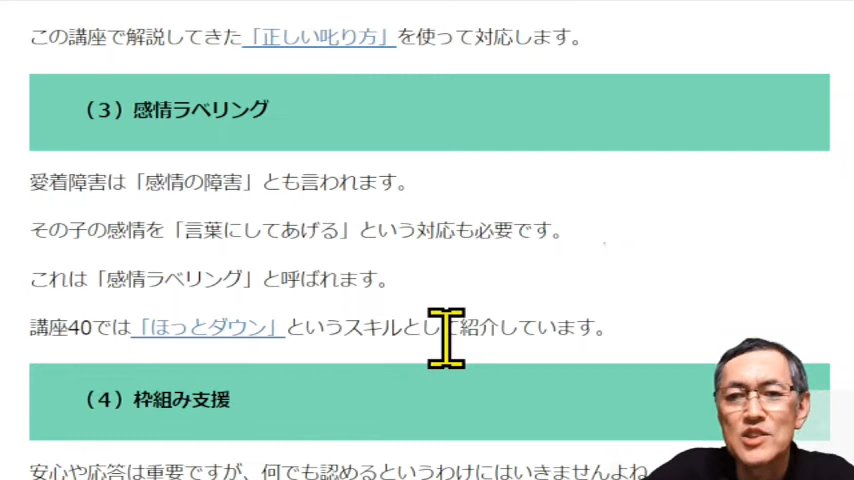 この講座で解説してきた「正しい叱り方」を使って対応します。
（3）感情ラベリング
愛着障害は「感情の障害」とも言われます。
その子の感情を「言葉にしてあげる」という対応も必要です。
これは「感情ラベリング」と呼ばれます。
講座40では「ほっとダウン」というスキルとして紹介しています。
（4）枠組み支援
安心や応答は重要ですが、何でも認めるというわけにはいきませんよね